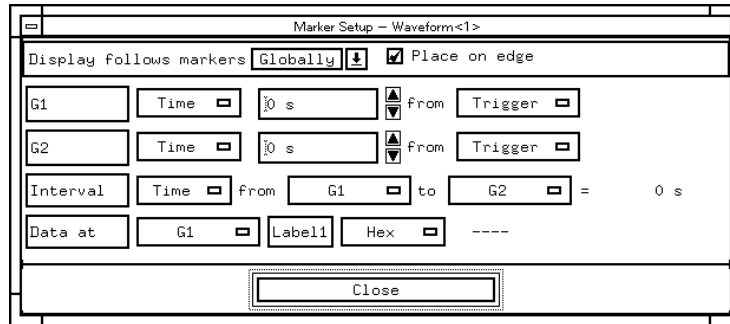 Marker Setup — Waveform<1>
Display follows markers Globally Place on edge
G1 Time 0 s from Trigger
G2 Time 0 s from Trigger
Interval Time from G1 to G2 = 0 s
Data at G1 Label1 Hex ----
Close